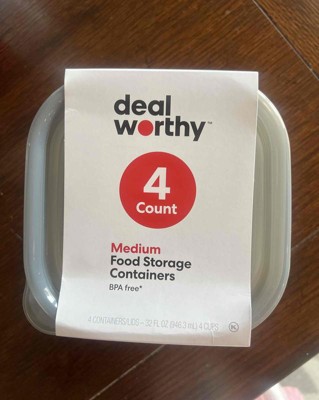 deal
worthy™
4
Count
Medium
Food Storage
Containers
BPA free*
4 CONTAINERS/LIDS – 32 FL OZ (946.3 mL) 4 CUPS